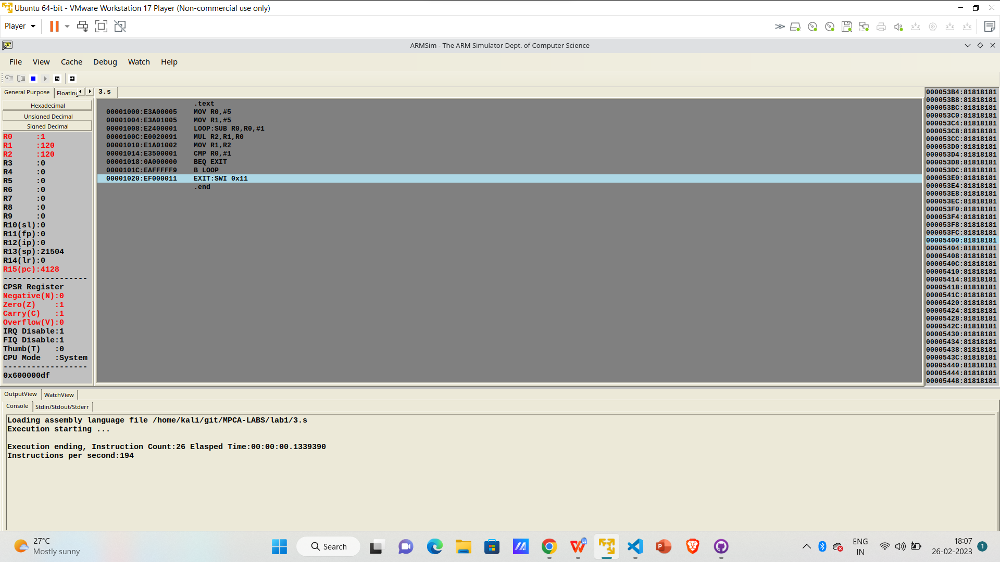 Ubuntu 64-bit - VMware Workstation 17 Player (Non-commercial use only)
Player
ARMSim - The ARM Simulator Dept. of Computer Science
File View Cache Debug Watch Help
General Purpose Floating
3.s
Hexadecimal
Unsigned Decimal
Signed Decimal
R0     :1
R1     :120
R2     :120
R3     :0
R4     :0
R5     :0
R6     :0
R7     :0
R8     :0
R9     :0
R10(sl):0
R11(fp):0
R12(ip):0
R13(sp):21504
R14(lr):0
R15(pc):4128
------------------
CPSR Register
Negative(N):0
Zero(Z)    :1
Carry(C)   :1
Overflow(V):0
IRQ Disable:1
FIQ Disable:1
Thumb(T)   :0
CPU Mode   :System
------------------
0x600000df
.text
00001000:E3A00005    MOV R0,#5
00001004:E3A01005    MOV R1,#5
00001008:E2400001    LOOP:SUB R0,R0,#1
0000100C:E0020091    MUL R2,R1,R0
00001010:E1A01002    MOV R1,R2
00001014:E3500001    CMP R0,#1
00001018:0A000000    BEQ EXIT
0000101C:EAFFFFF9    B LOOP
00001020:EF000011    EXIT:SWI 0x11
.end
000053B4:81818181
000053B8:81818181
000053BC:81818181
000053C0:81818181
000053C4:81818181
000053C8:81818181
000053CC:81818181
000053D0:81818181
000053D4:81818181
000053D8:81818181
000053DC:81818181
000053E0:81818181
000053E4:81818181
000053E8:81818181
000053EC:81818181
000053F0:81818181
000053F4:81818181
000053F8:81818181
000053FC:81818181
00005400:81818181
00005404:81818181
00005408:81818181
0000540C:81818181
00005410:81818181
00005414:81818181
00005418:81818181
0000541C:81818181
00005420:81818181
00005424:81818181
00005428:81818181
0000542C:81818181
00005430:81818181
00005434:81818181
00005438:81818181
0000543C:81818181
00005440:81818181
00005444:81818181
00005448:81818181
OutputView WatchView
Console Stdin/Stdout/Stderr
Loading assembly language file /home/kali/git/MPCA-LABS/lab1/3.s
Execution starting ...
Execution ending, Instruction Count:26 Elasped Time:00:00:00.1339390
Instructions per second:194
27°C
Mostly sunny
Search
ENG
IN
18:07
26-02-2023
1